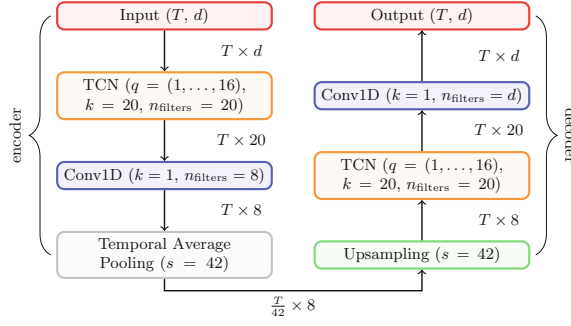 Input (T, d)
T × d
TCN (q = (1, . . . , 16),
k = 20, n_filters = 20)
T × 20
Conv1D (k = 1, n_filters = 8)
T × 8
Temporal Average
Pooling (s = 42)
encoder
T/42 × 8
Output (T, d)
T × d
Conv1D (k = 1, n_filters = d)
T × 20
TCN (q = (1, . . . , 16),
k = 20, n_filters = 20)
T × 8
Upsampling (s = 42)
decoder